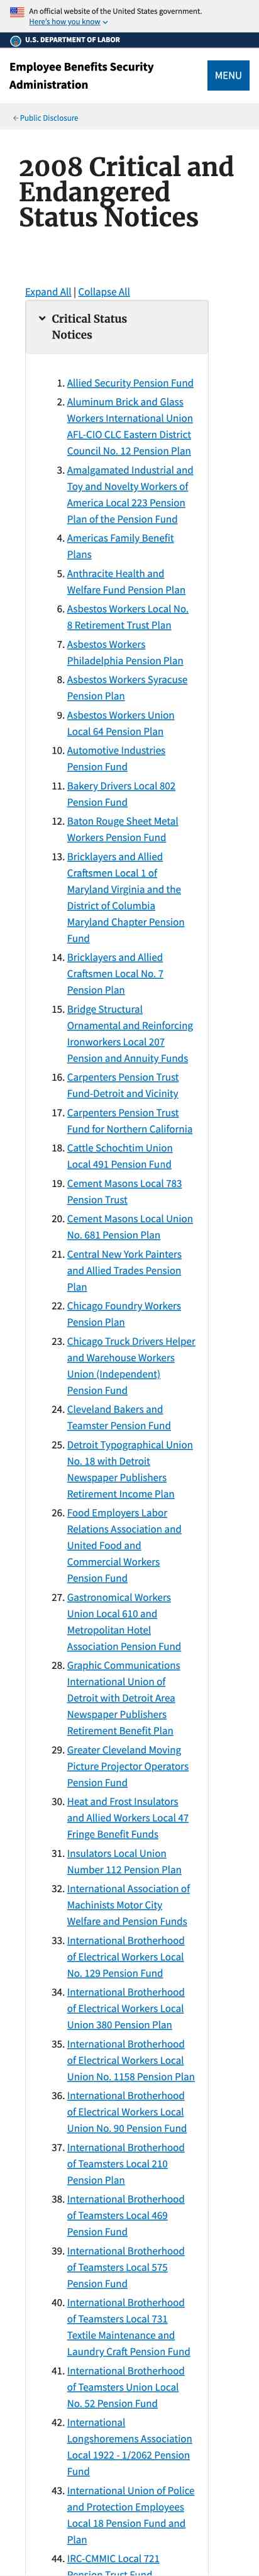 An official website of the United States government.
Here's how you know
U.S. DEPARTMENT OF LABOR
Employee Benefits Security
Administration
MENU
Public Disclosure
2008 Critical and
Endangered
Status Notices
Expand All | Collapse All
Critical Status
Notices
1. Allied Security Pension Fund
2. Aluminum Brick and Glass
Workers International Union
AFL-CIO CLC Eastern District
Council No. 12 Pension Plan
3. Amalgamated Industrial and
Toy and Novelty Workers of
America Local 223 Pension
Plan of the Pension Fund
4. Americas Family Benefit
Plans
5. Anthracite Health and
Welfare Fund Pension Plan
6. Asbestos Workers Local No.
8 Retirement Trust Plan
7. Asbestos Workers
Philadelphia Pension Plan
8. Asbestos Workers Syracuse
Pension Plan
9. Asbestos Workers Union
Local 64 Pension Plan
10. Automotive Industries
Pension Fund
11. Bakery Drivers Local 802
Pension Fund
12. Baton Rouge Sheet Metal
Workers Pension Fund
13. Bricklayers and Allied
Craftsmen Local 1 of
Maryland Virginia and the
District of Columbia
Maryland Chapter Pension
Fund
14. Bricklayers and Allied
Craftsmen Local No. 7
Pension Plan
15. Bridge Structural
Ornamental and Reinforcing
Ironworkers Local 207
Pension and Annuity Funds
16. Carpenters Pension Trust
Fund-Detroit and Vicinity
17. Carpenters Pension Trust
Fund for Northern California
18. Cattle Schochtim Union
Local 491 Pension Fund
19. Cement Masons Local 783
Pension Trust
20. Cement Masons Local Union
No. 681 Pension Plan
21. Central New York Painters
and Allied Trades Pension
Plan
22. Chicago Foundry Workers
Pension Plan
23. Chicago Truck Drivers Helper
and Warehouse Workers
Union (Independent)
Pension Fund
24. Cleveland Bakers and
Teamster Pension Fund
25. Detroit Typographical Union
No. 18 with Detroit
Newspaper Publishers
Retirement Income Plan
26. Food Employers Labor
Relations Association and
United Food and
Commercial Workers
Pension Fund
27. Gastronomical Workers
Union Local 610 and
Metropolitan Hotel
Association Pension Fund
28. Graphic Communications
International Union of
Detroit with Detroit Area
Newspaper Publishers
Retirement Benefit Plan
29. Greater Cleveland Moving
Picture Projector Operators
Pension Fund
30. Heat and Frost Insulators
and Allied Workers Local 47
Fringe Benefit Funds
31. Insulators Local Union
Number 112 Pension Plan
32. International Association of
Machinists Motor City
Welfare and Pension Funds
33. International Brotherhood
of Electrical Workers Local
No. 129 Pension Fund
34. International Brotherhood
of Electrical Workers Local
Union 380 Pension Plan
35. International Brotherhood
of Electrical Workers Local
Union No. 1158 Pension Plan
36. International Brotherhood
of Electrical Workers Local
Union No. 90 Pension Fund
37. International Brotherhood
of Teamsters Local 210
Pension Plan
38. International Brotherhood
of Teamsters Local 469
Pension Fund
39. International Brotherhood
of Teamsters Local 575
Pension Fund
40. International Brotherhood
of Teamsters Local 731
Textile Maintenance and
Laundry Craft Pension Fund
41. International Brotherhood
of Teamsters Union Local
No. 52 Pension Fund
42. International
Longshoremens Association
Local 1922 - 1/2062 Pension
Fund
43. International Union of Police
and Protection Employees
Local 18 Pension Fund and
Plan
44. IRC-CMMIC Local 721
Pension Trust Fund